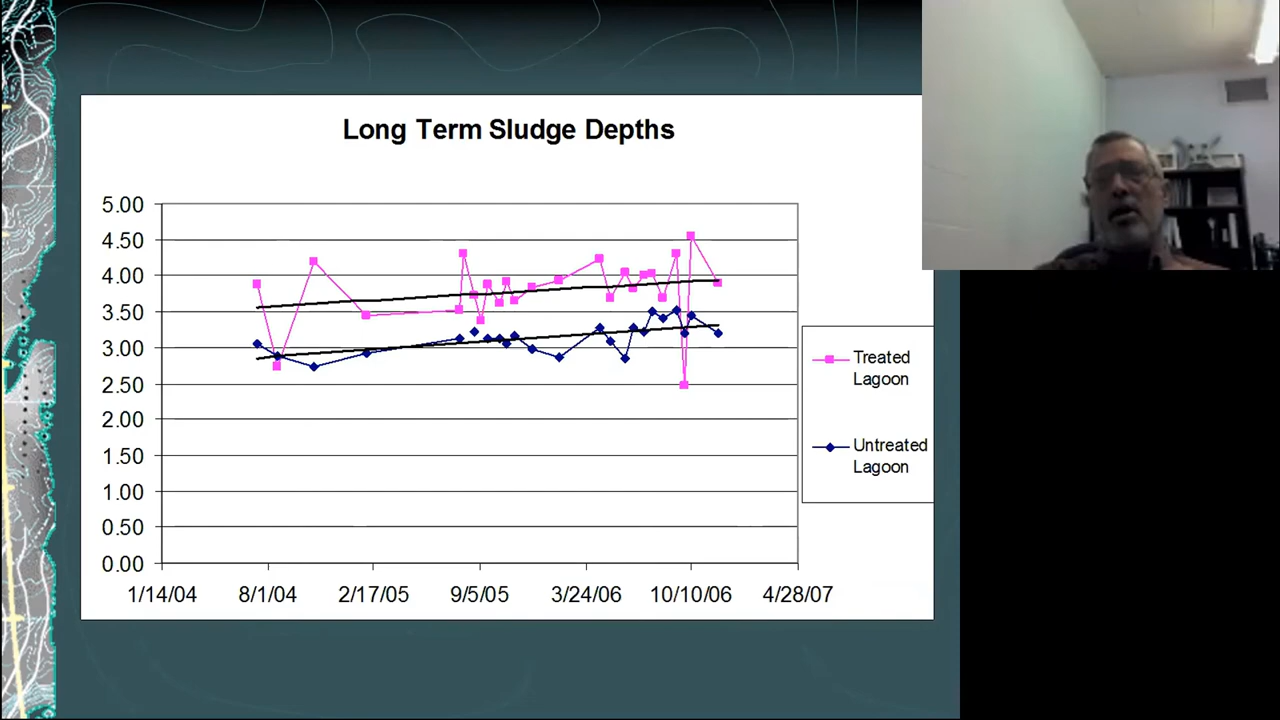 Long Term Sludge Depths
5.00
4.50
4.00
3.50
3.00
2.50
2.00
1.50
1.00
0.50
0.00
1/14/04 8/1/04 2/17/05 9/5/05 3/24/06 10/10/06 4/28/07
Treated
Lagoon
Untreated
Lagoon